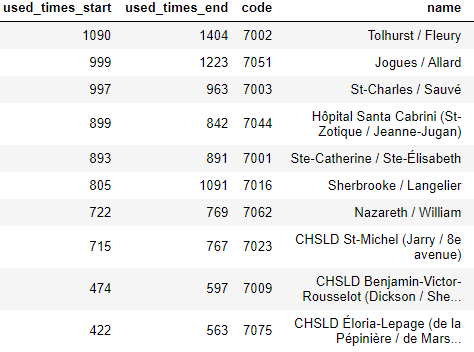 used_times_start used_times_end code name
1090 1404 7002 Tolhurst / Fleury
999 1223 7051 Jogues / Allard
997 963 7003 St-Charles / Sauvé
899 842 7044 Hôpital Santa Cabrini (St-
Zotique / Jeanne-Jugan)
893 891 7001 Ste-Catherine / Ste-Élisabeth
805 1091 7016 Sherbrooke / Langelier
722 769 7062 Nazareth / William
715 767 7023 CHSLD St-Michel (Jarry / 8e
avenue)
474 597 7009 CHSLD Benjamin-Victor-
Rousselot (Dickson / She...
422 563 7075 CHSLD Éloria-Lepage (de la
Pépinière / de Mars...